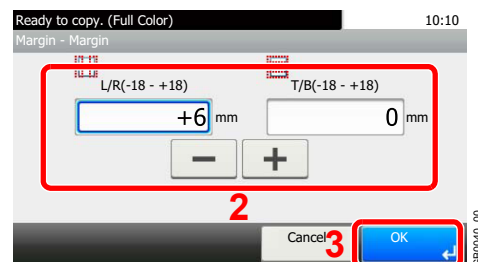 Ready to copy. (Full Color) 10:10
Margin - Margin
L/R(-18 - +18) T/B(-18 - +18)
+6 mm 0 mm
− +
2
Cancel 3 OK